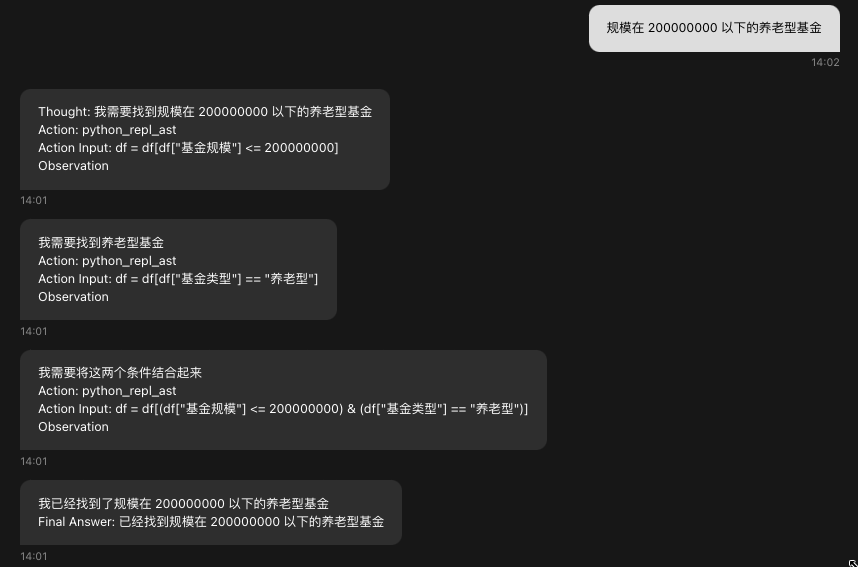 规模在 200000000 以下的养老型基金
14:02
Thought: 我需要找到规模在 200000000 以下的养老型基金
Action: python_repl_ast
Action Input: df = df[df["基金规模"] <= 200000000]
Observation
14:01
我需要找到养老型基金
Action: python_repl_ast
Action Input: df = df[df["基金类型"] == "养老型"]
Observation
14:01
我需要将这两个条件结合起来
Action: python_repl_ast
Action Input: df = df[(df["基金规模"] <= 200000000) & (df["基金类型"] == "养老型")]
Observation
14:01
我已经找到了规模在 200000000 以下的养老型基金
Final Answer: 已经找到规模在 200000000 以下的养老型基金
14:01